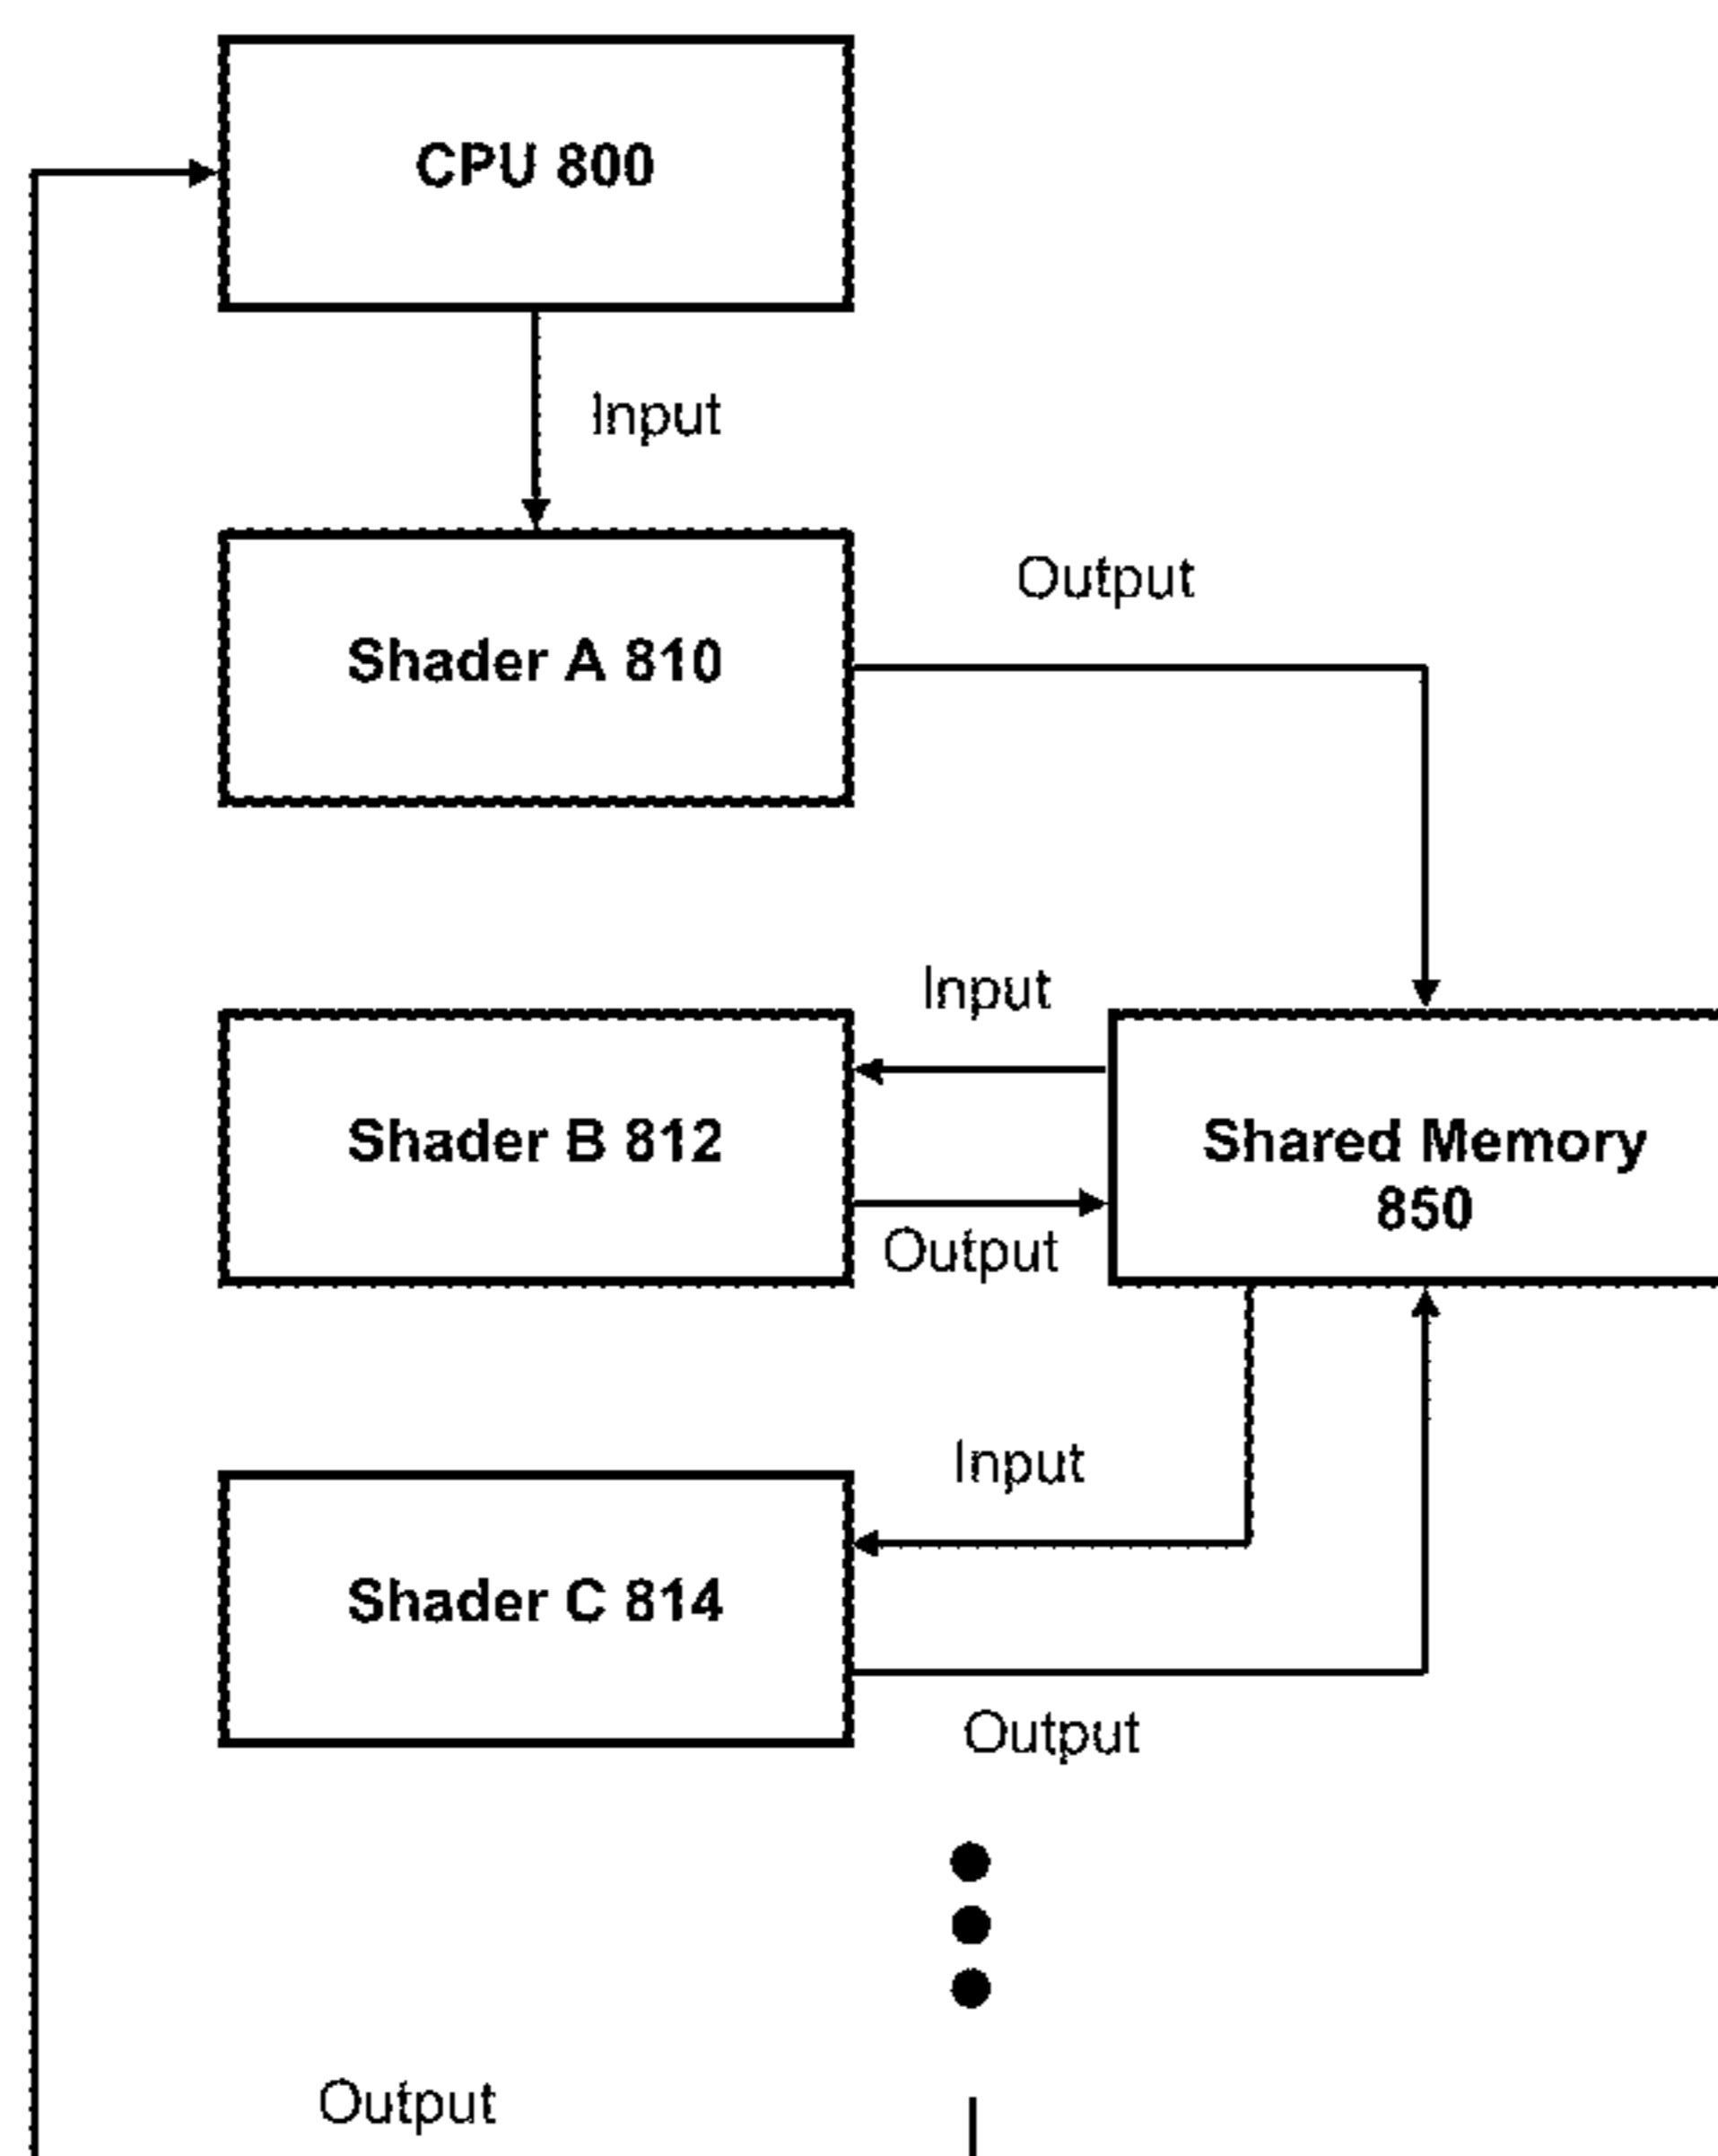 CPU 800
Input
Output
Shader A 810
Input
Shader B 812
Shared Memory
850
Output
Input
Shader C 814
Output
Output